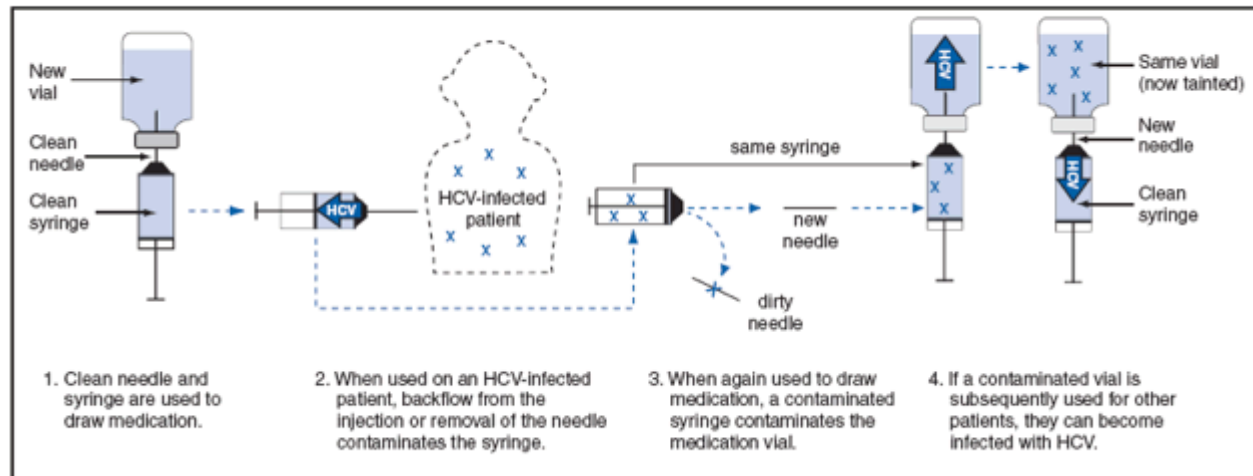 New
vial
Clean
needle
Clean
syringe
HCV
HCV-infected
patient
same syringe
new
needle
dirty
needle
HCV
HCV
Same vial
(now tainted)
New
needle
Clean
syringe
1. Clean needle and
syringe are used to
draw medication.
2. When used on an HCV-infected
patient, backflow from the
injection or removal of the needle
contaminates the syringe.
3. When again used to draw
medication, a contaminated
syringe contaminates the
medication vial.
4. If a contaminated vial is
subsequently used for other
patients, they can become
infected with HCV.